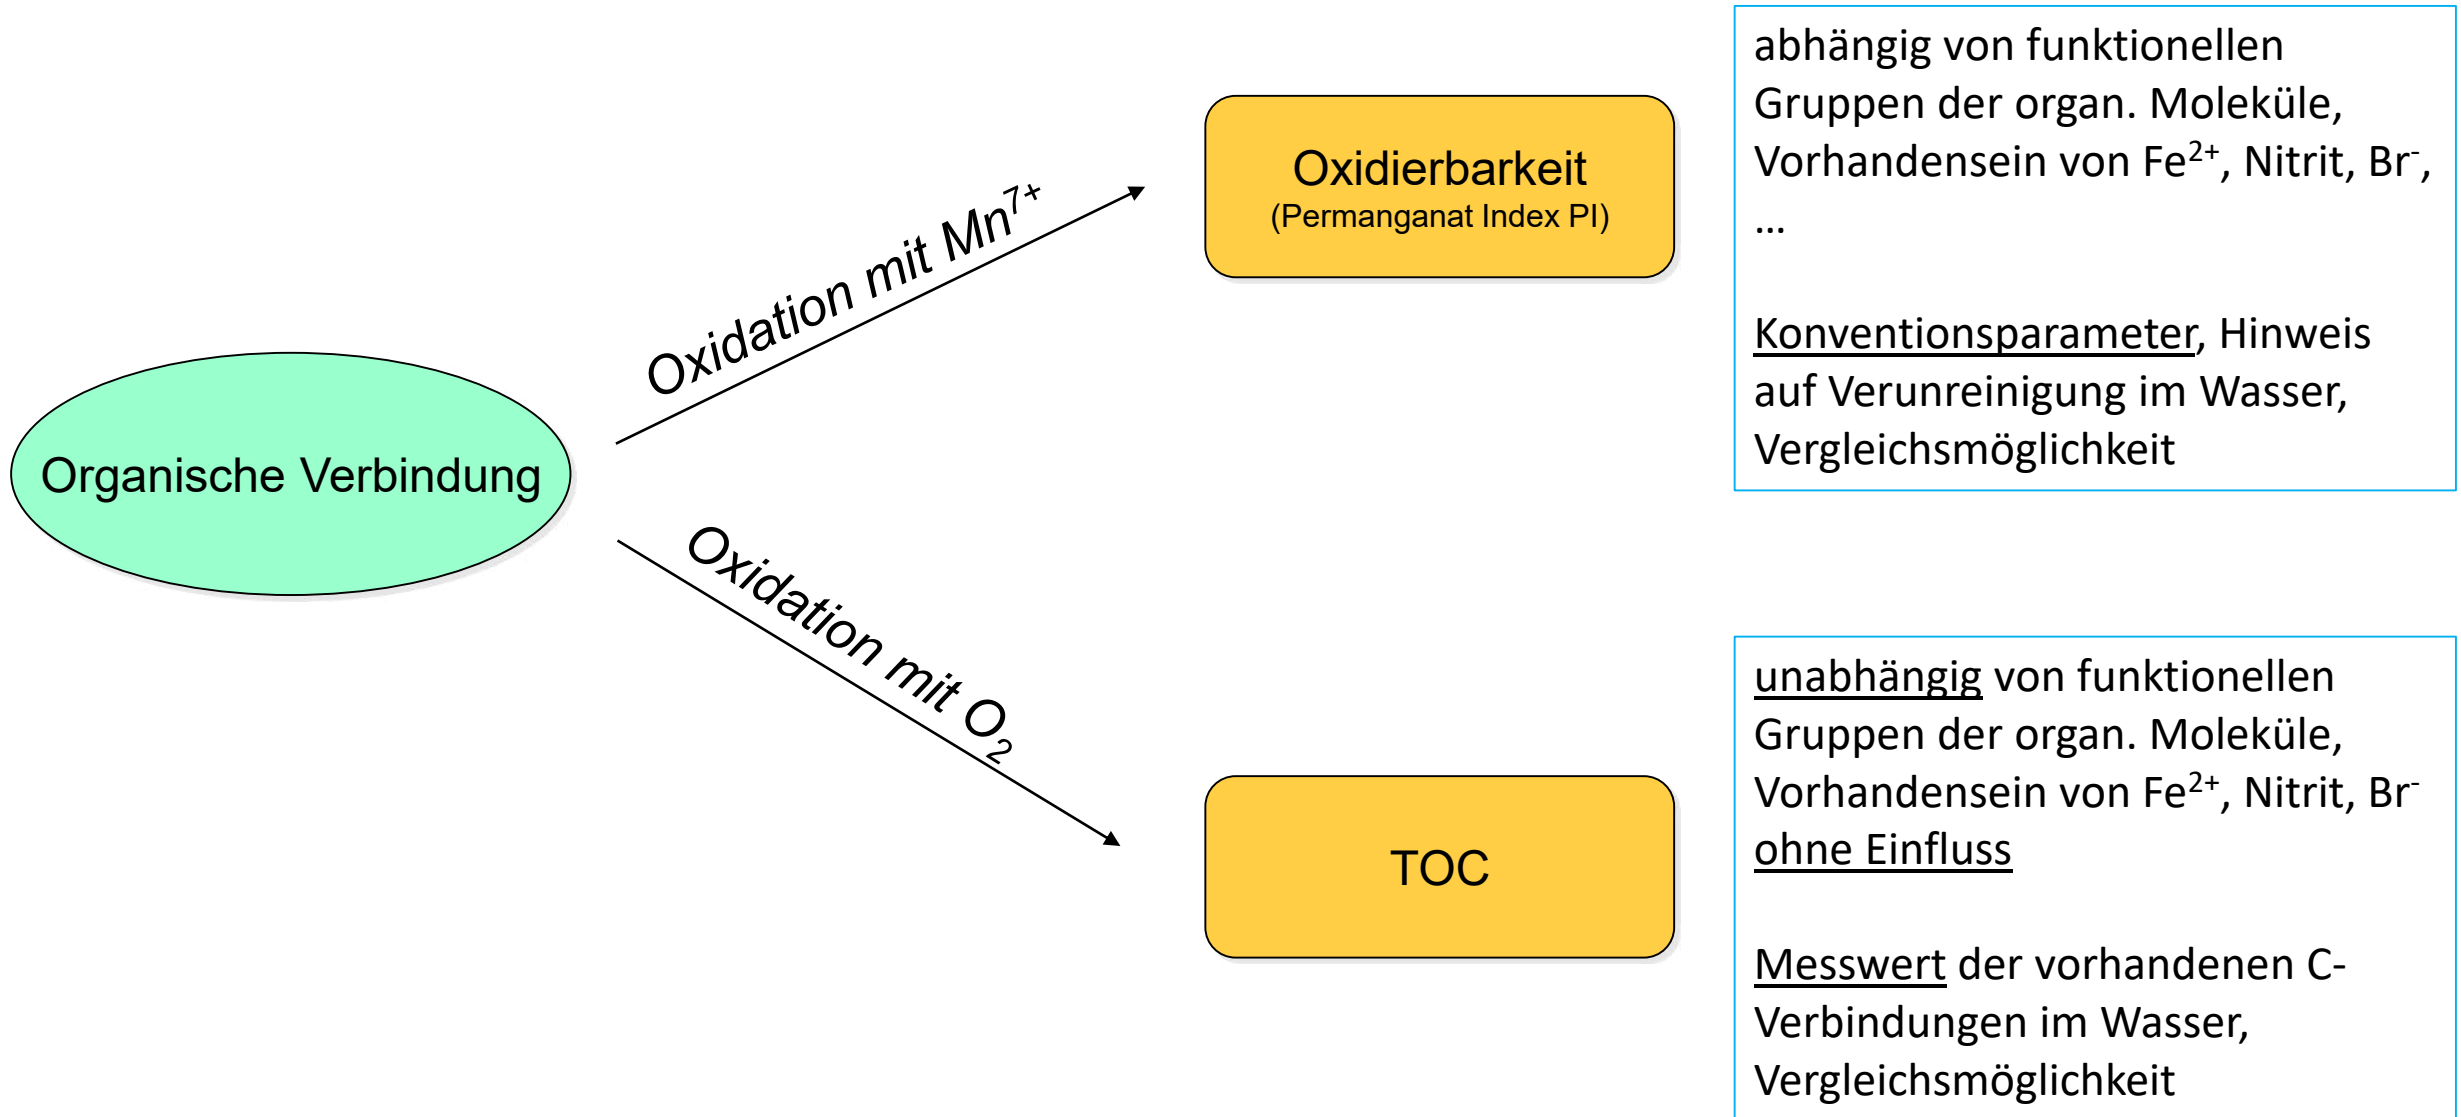 Organische Verbindung
Oxidation mit Mn⁷⁺
Oxidierbarkeit
(Permanganat Index PI)
abhängig von funktionellen
Gruppen der organ. Moleküle,
Vorhandensein von Fe²⁺, Nitrit, Br⁻,
...
Konventionsparameter, Hinweis
auf Verunreinigung im Wasser,
Vergleichsmöglichkeit
Oxidation mit O₂
TOC
unabhängig von funktionellen
Gruppen der organ. Moleküle,
Vorhandensein von Fe²⁺, Nitrit, Br⁻
ohne Einfluss
Messwert der vorhandenen C-
Verbindungen im Wasser,
Vergleichsmöglichkeit